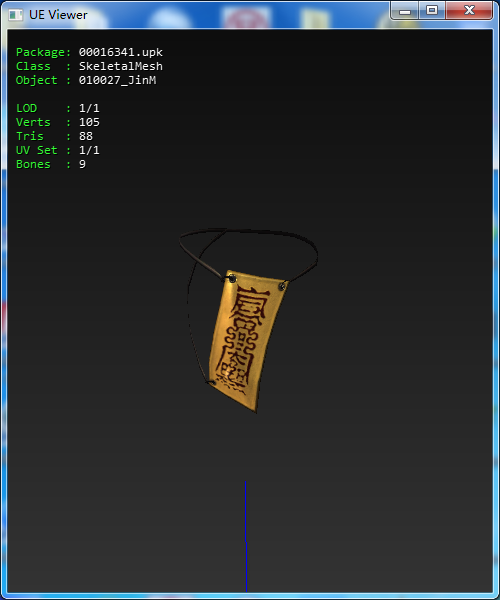 UE Viewer
Package: 00016341.upk
Class : SkeletalMesh
Object : 010027_JinM
LOD : 1/1
Verts : 105
Tris : 88
UV Set : 1/1
Bones : 9